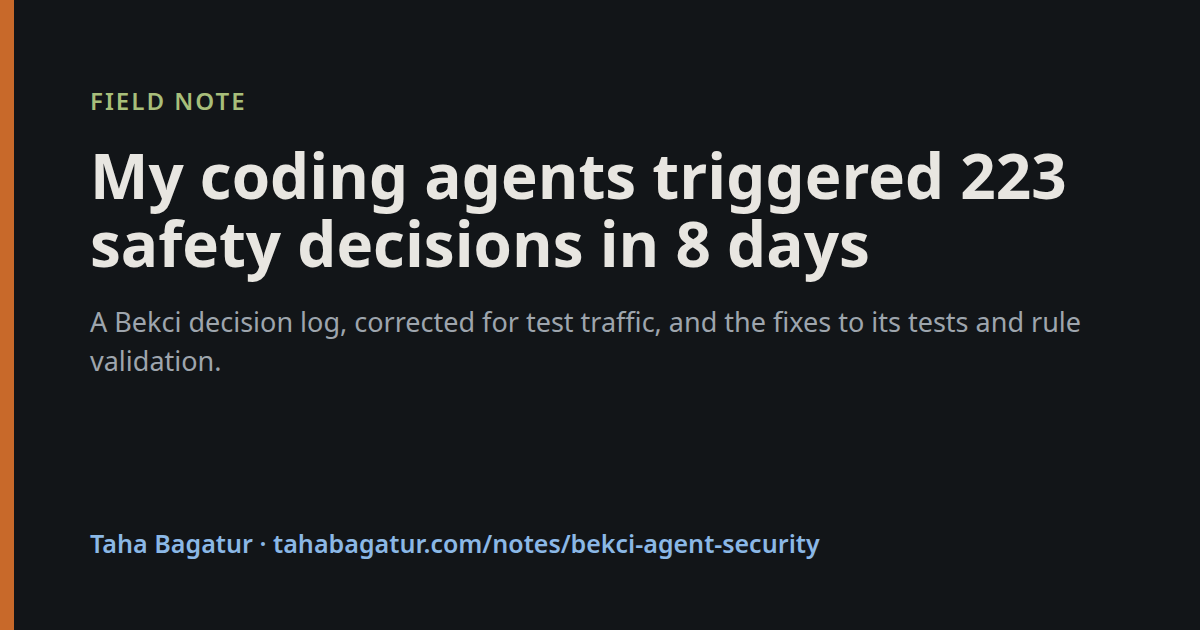 FIELD NOTE
My coding agents triggered 223
safety decisions in 8 days
A Bekci decision log, corrected for test traffic, and the fixes to its tests and rule
validation.
Taha Bagatur · tahabagatur.com/notes/bekci-agent-security